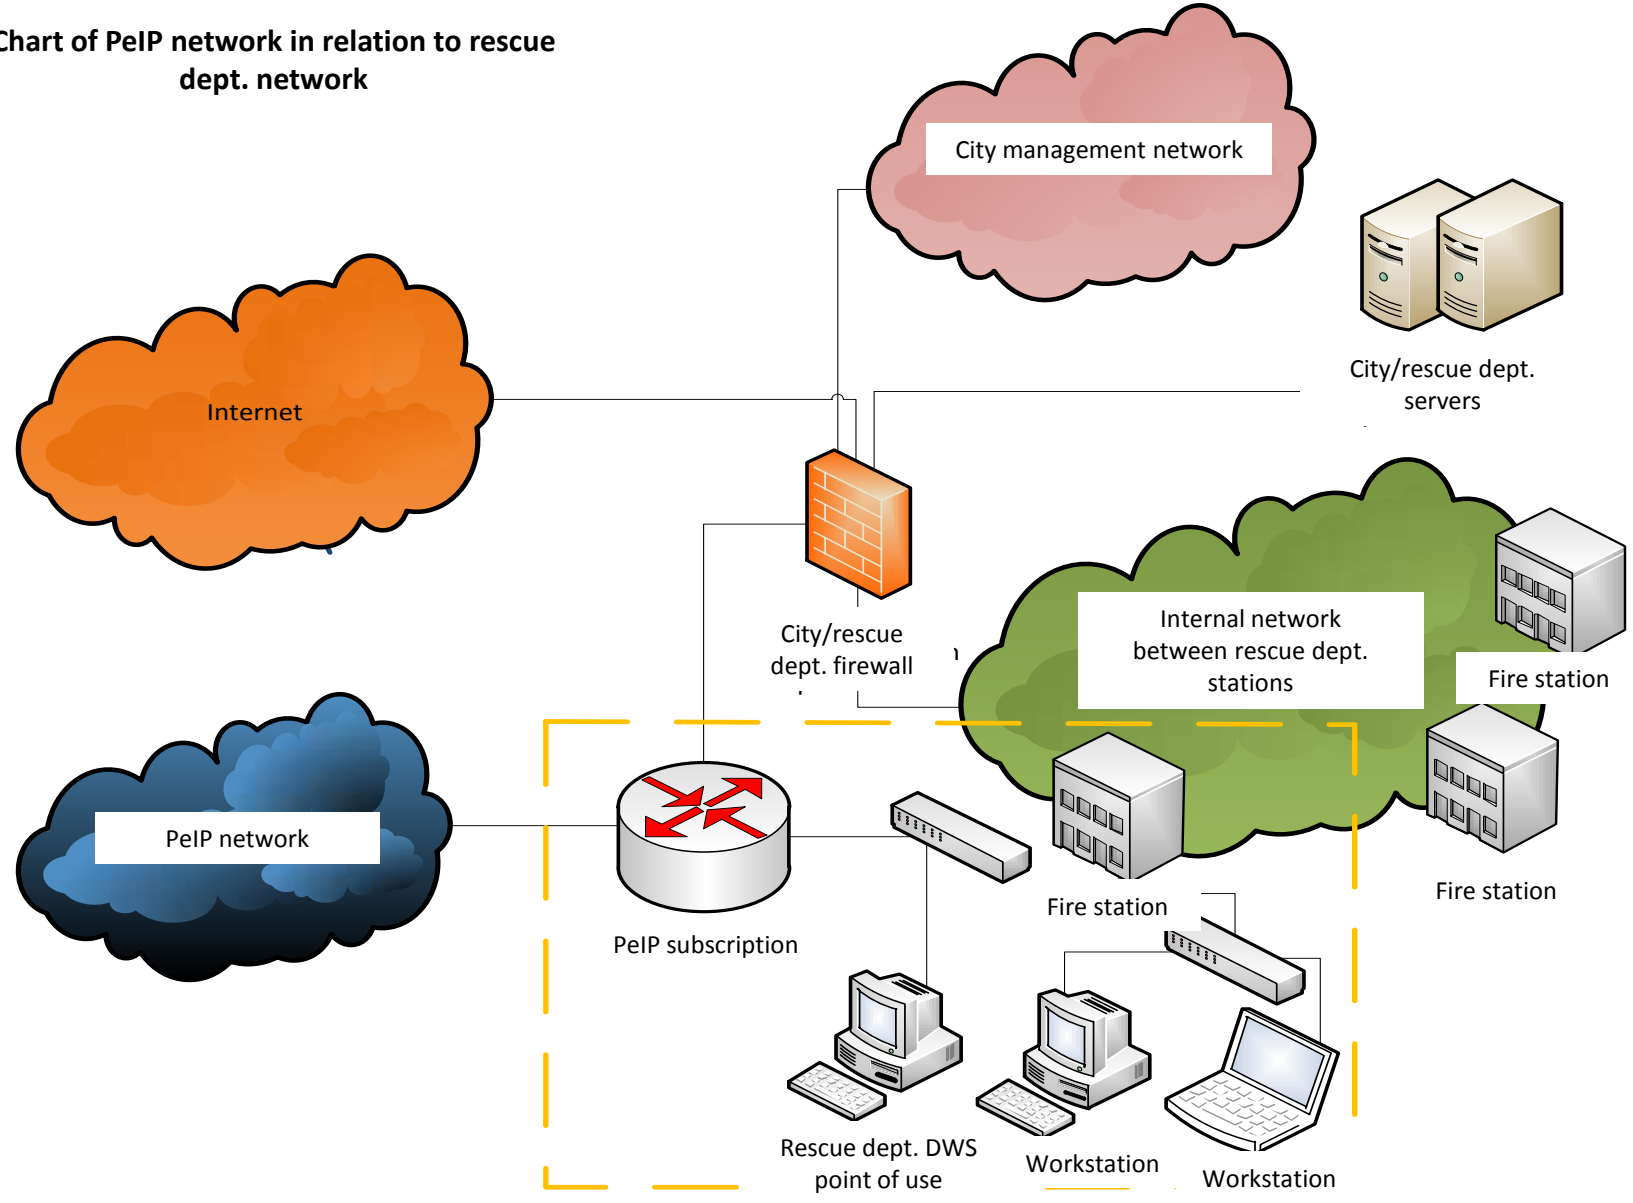 Chart of PeIP network in relation to rescue
dept. network
City management network
City/rescue dept.
servers
Internet
City/rescue
dept. firewall
Internal network
between rescue dept.
stations
Fire station
PeIP network
Fire station
Fire station
PeIP subscription
Rescue dept. DWS
point of use
Workstation
Workstation